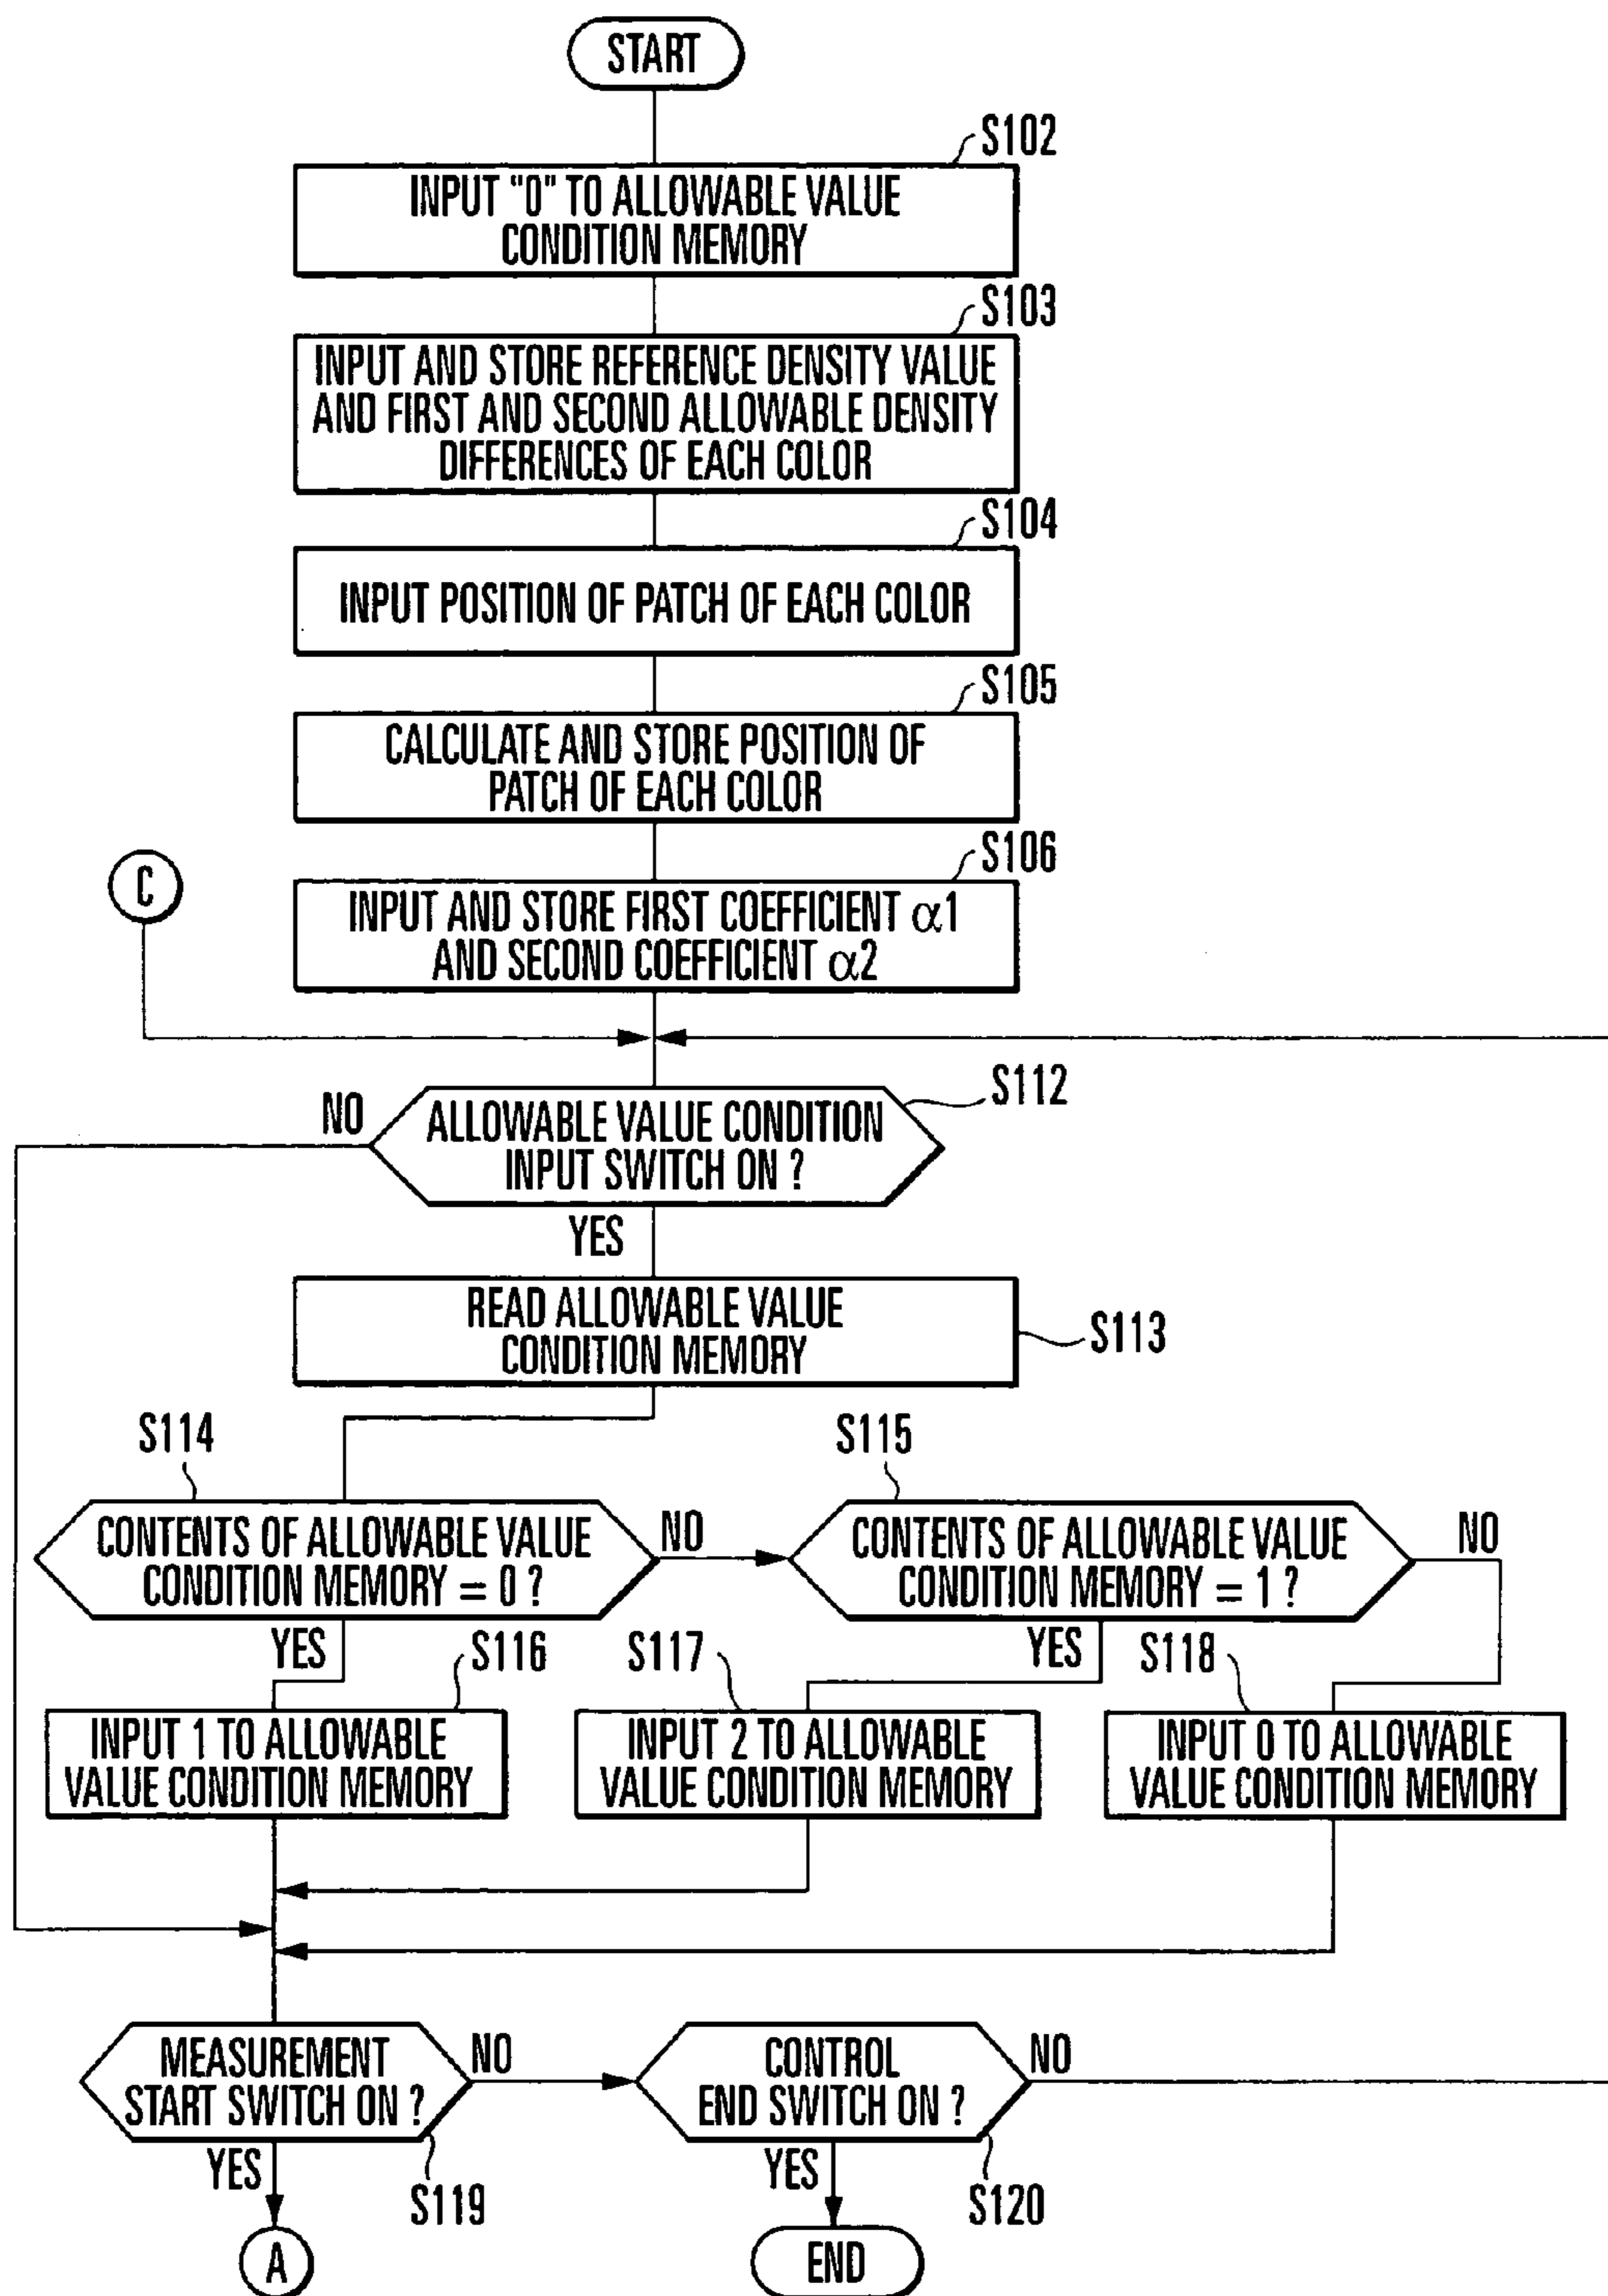 START
S102
INPUT "0" TO ALLOWABLE VALUE
CONDITION MEMORY
S103
INPUT AND STORE REFERENCE DENSITY VALUE
AND FIRST AND SECOND ALLOWABLE DENSITY
DIFFERENCES OF EACH COLOR
S104
INPUT POSITION OF PATCH OF EACH COLOR
S105
CALCULATE AND STORE POSITION OF
PATCH OF EACH COLOR
C
S106
INPUT AND STORE FIRST COEFFICIENT α1
AND SECOND COEFFICIENT α2
S112
NO
ALLOWABLE VALUE CONDITION
INPUT SWITCH ON ?
YES
READ ALLOWABLE VALUE
CONDITION MEMORY
S113
S114
S115
CONTENTS OF ALLOWABLE VALUE
CONDITION MEMORY = 0 ?
NO
CONTENTS OF ALLOWABLE VALUE
CONDITION MEMORY = 1 ?
NO
YES
S116
S117
YES
S118
INPUT 1 TO ALLOWABLE
VALUE CONDITION MEMORY
INPUT 2 TO ALLOWABLE
VALUE CONDITION MEMORY
INPUT 0 TO ALLOWABLE
VALUE CONDITION MEMORY
MEASUREMENT
START SWITCH ON ?
NO
CONTROL
END SWITCH ON ?
NO
YES
S119
YES
S120
A
END